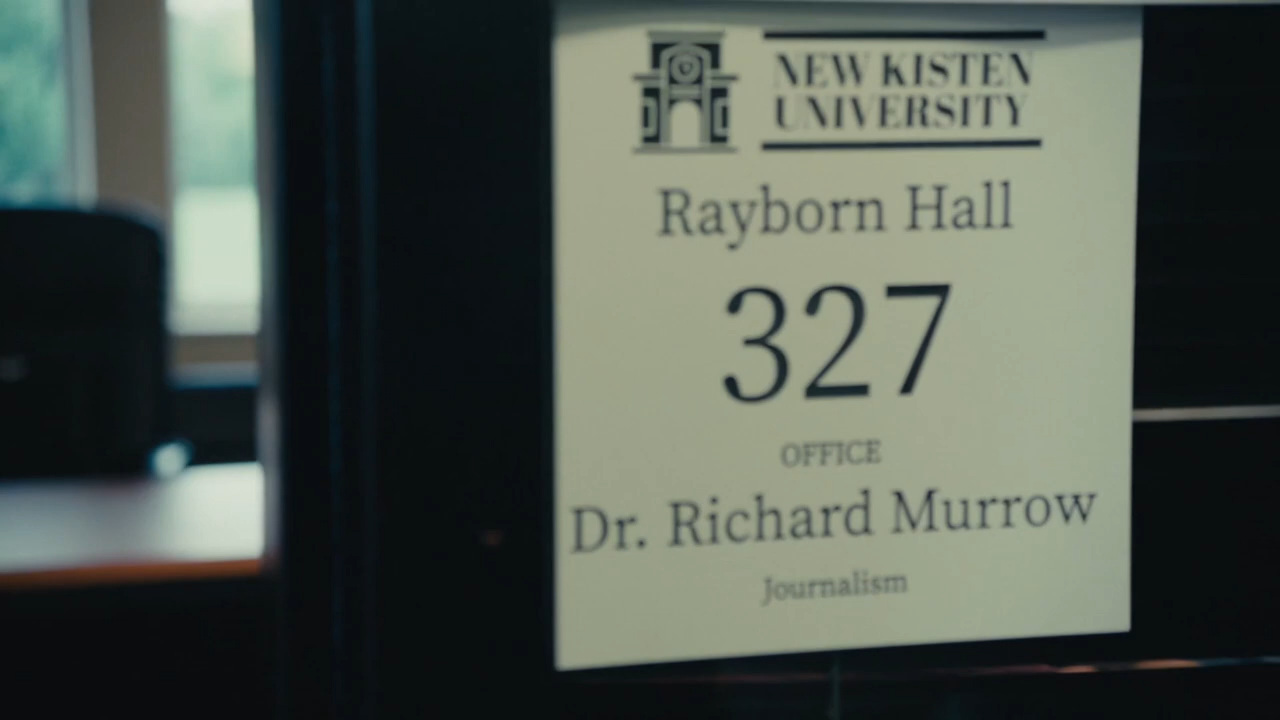 NEW KISTEN
UNIVERSITY
Rayborn Hall
327
OFFICE
Dr. Richard Murrow
Journalism